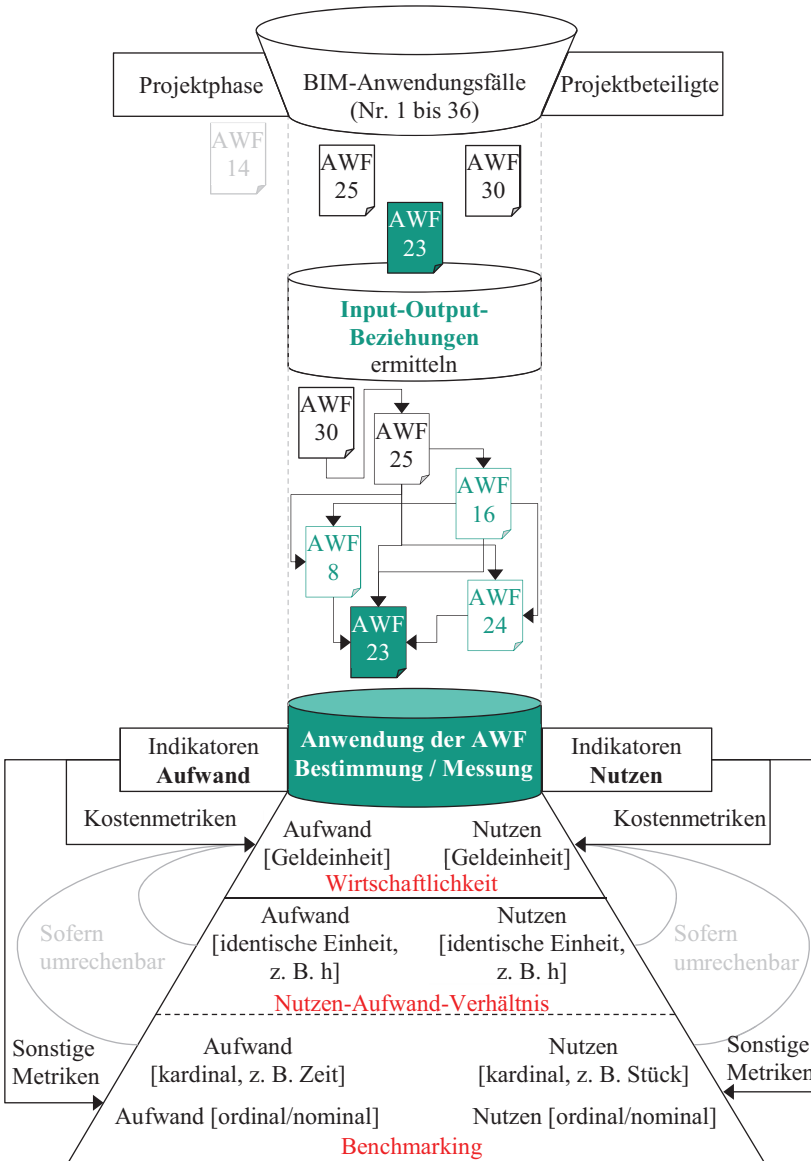 Projektphase
BIM-Anwendungsfälle
(Nr. 1 bis 36)
Projektbeteiligte
AWF
14
AWF
25
AWF
30
AWF
23
Input-Output-
Beziehungen
ermitteln
AWF
30
AWF
25
AWF
16
AWF
8
AWF
24
AWF
23
Indikatoren
Aufwand
Anwendung der AWF
Bestimmung / Messung
Indikatoren
Nutzen
Kostenmetriken
Kostenmetriken
Aufwand
[Geldeinheit]
Nutzen
[Geldeinheit]
Wirtschaftlichkeit
Sofern
umrechenbar
Aufwand
[identische Einheit,
z. B. h]
Nutzen
[identische Einheit,
z. B. h]
Sofern
umrechenbar
Nutzen-Aufwand-Verhältnis
Sonstige
Metriken
Aufwand
[kardinal, z. B. Zeit]
Nutzen
[kardinal, z. B. Stück]
Sonstige
Metriken
Aufwand [ordinal/nominal]
Nutzen [ordinal/nominal]
Benchmarking